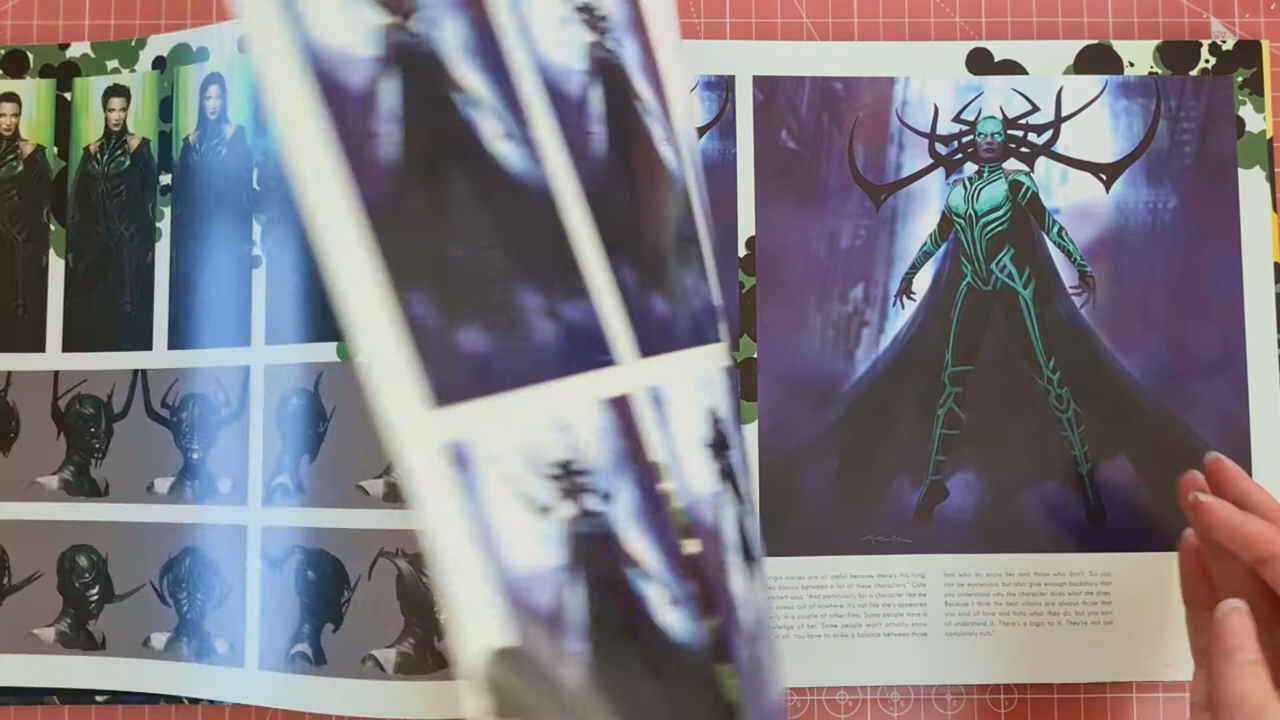 stories are so useful because there's this long,
history between a lot of these characters," Cate
says. "And particularly for a character like me
comes out of nowhere. It's not like she's appeared
in a couple of other films. Some people have a
of her. Some people won't actually know
at all. You have to strike a balance between those
fans who do know her and those who don't. So you
can be mysterious, but also give enough backstory that
you understand why the character does what she does.
Because I think the best villains are always those that
you kind of love and hate what they do, but you sort
of understand it. There's a logic to it. They're not just
completely nuts."